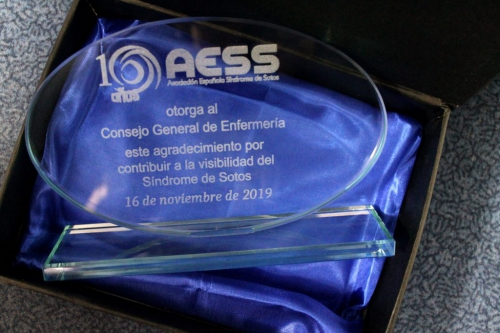 10 años AESS
Asociación Española Síndrome de Sotos
otorga al
Consejo General de Enfermería
este agradecimiento por
contribuir a la visibilidad del
Síndrome de Sotos
16 de noviembre de 2019